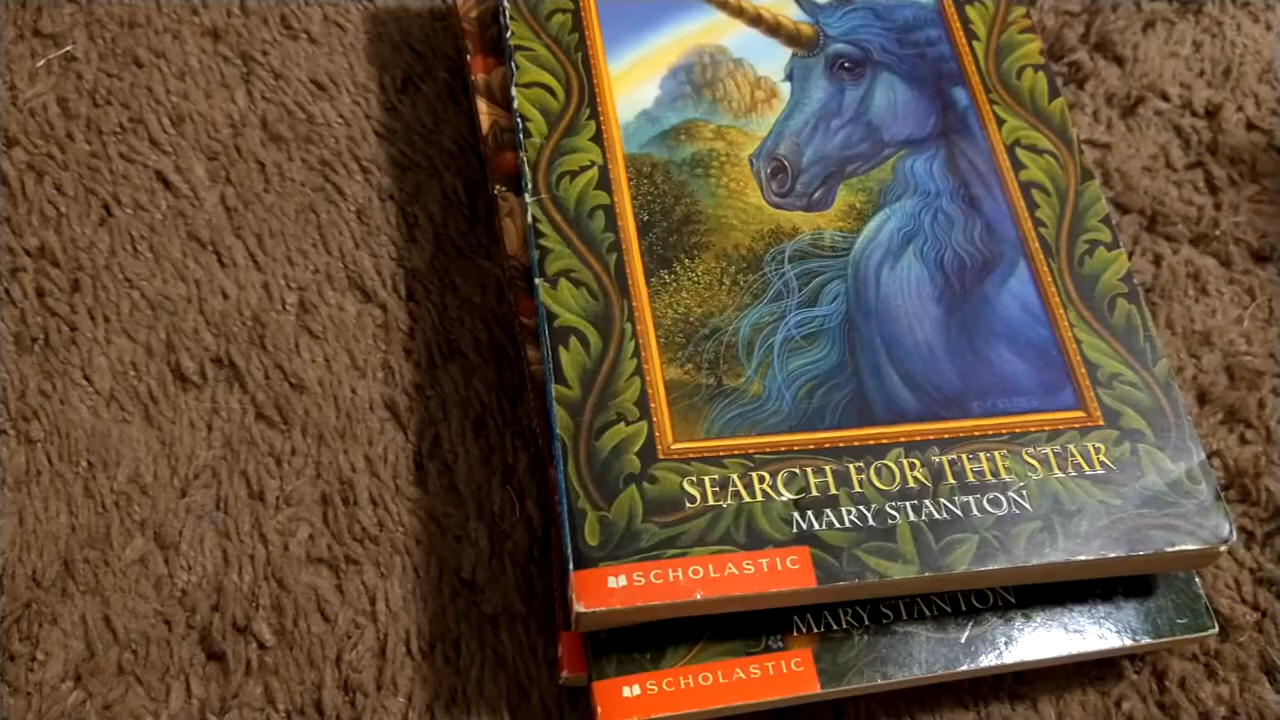 SEARCH FOR THE STAR
MARY STANTON
SCHOLASTIC
MARY STANTON
SCHOLASTIC